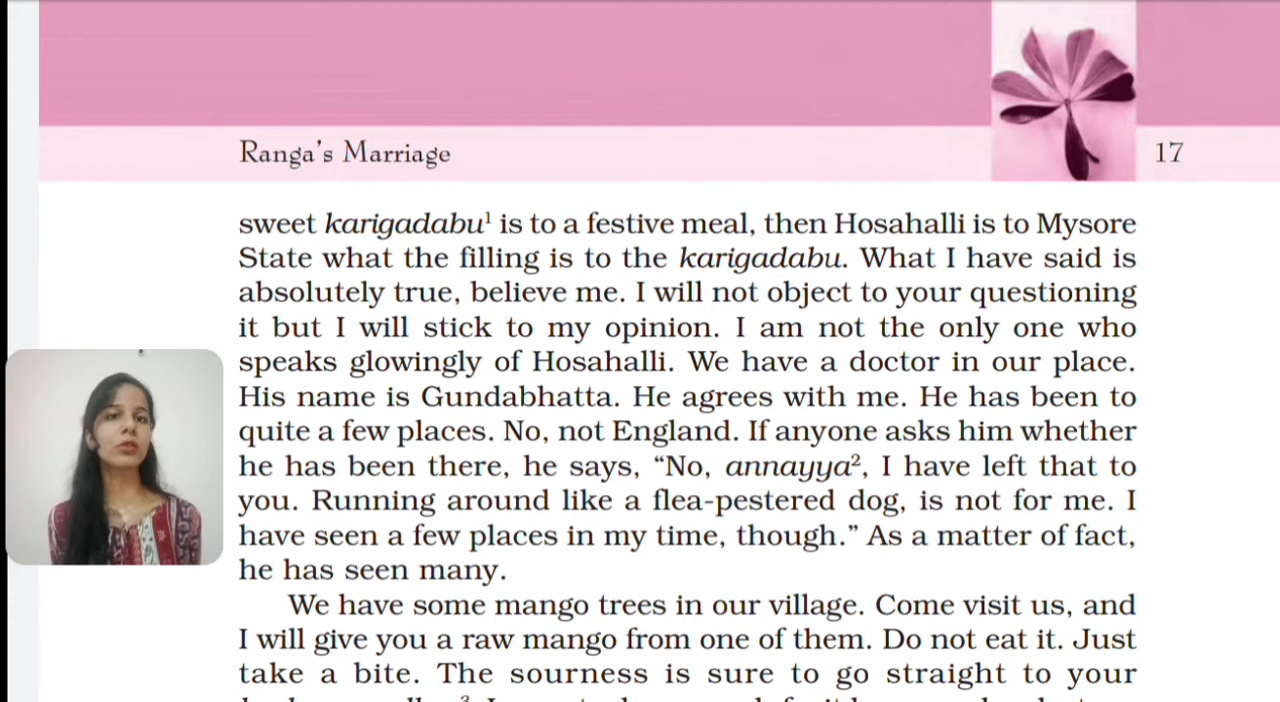 Ranga's Marriage
17
sweet karigadabu¹ is to a festive meal, then Hosahalli is to Mysore
State what the filling is to the karigadabu. What I have said is
absolutely true, believe me. I will not object to your questioning
it but I will stick to my opinion. I am not the only one who
speaks glowingly of Hosahalli. We have a doctor in our place.
His name is Gundabhatta. He agrees with me. He has been to
quite a few places. No, not England. If anyone asks him whether
he has been there, he says, “No, annayya², I have left that to
you. Running around like a flea-pestered dog, is not for me. I
have seen a few places in my time, though.” As a matter of fact,
he has seen many.
We have some mango trees in our village. Come visit us, and
I will give you a raw mango from one of them. Do not eat it. Just
take a bite. The sourness is sure to go straight to your